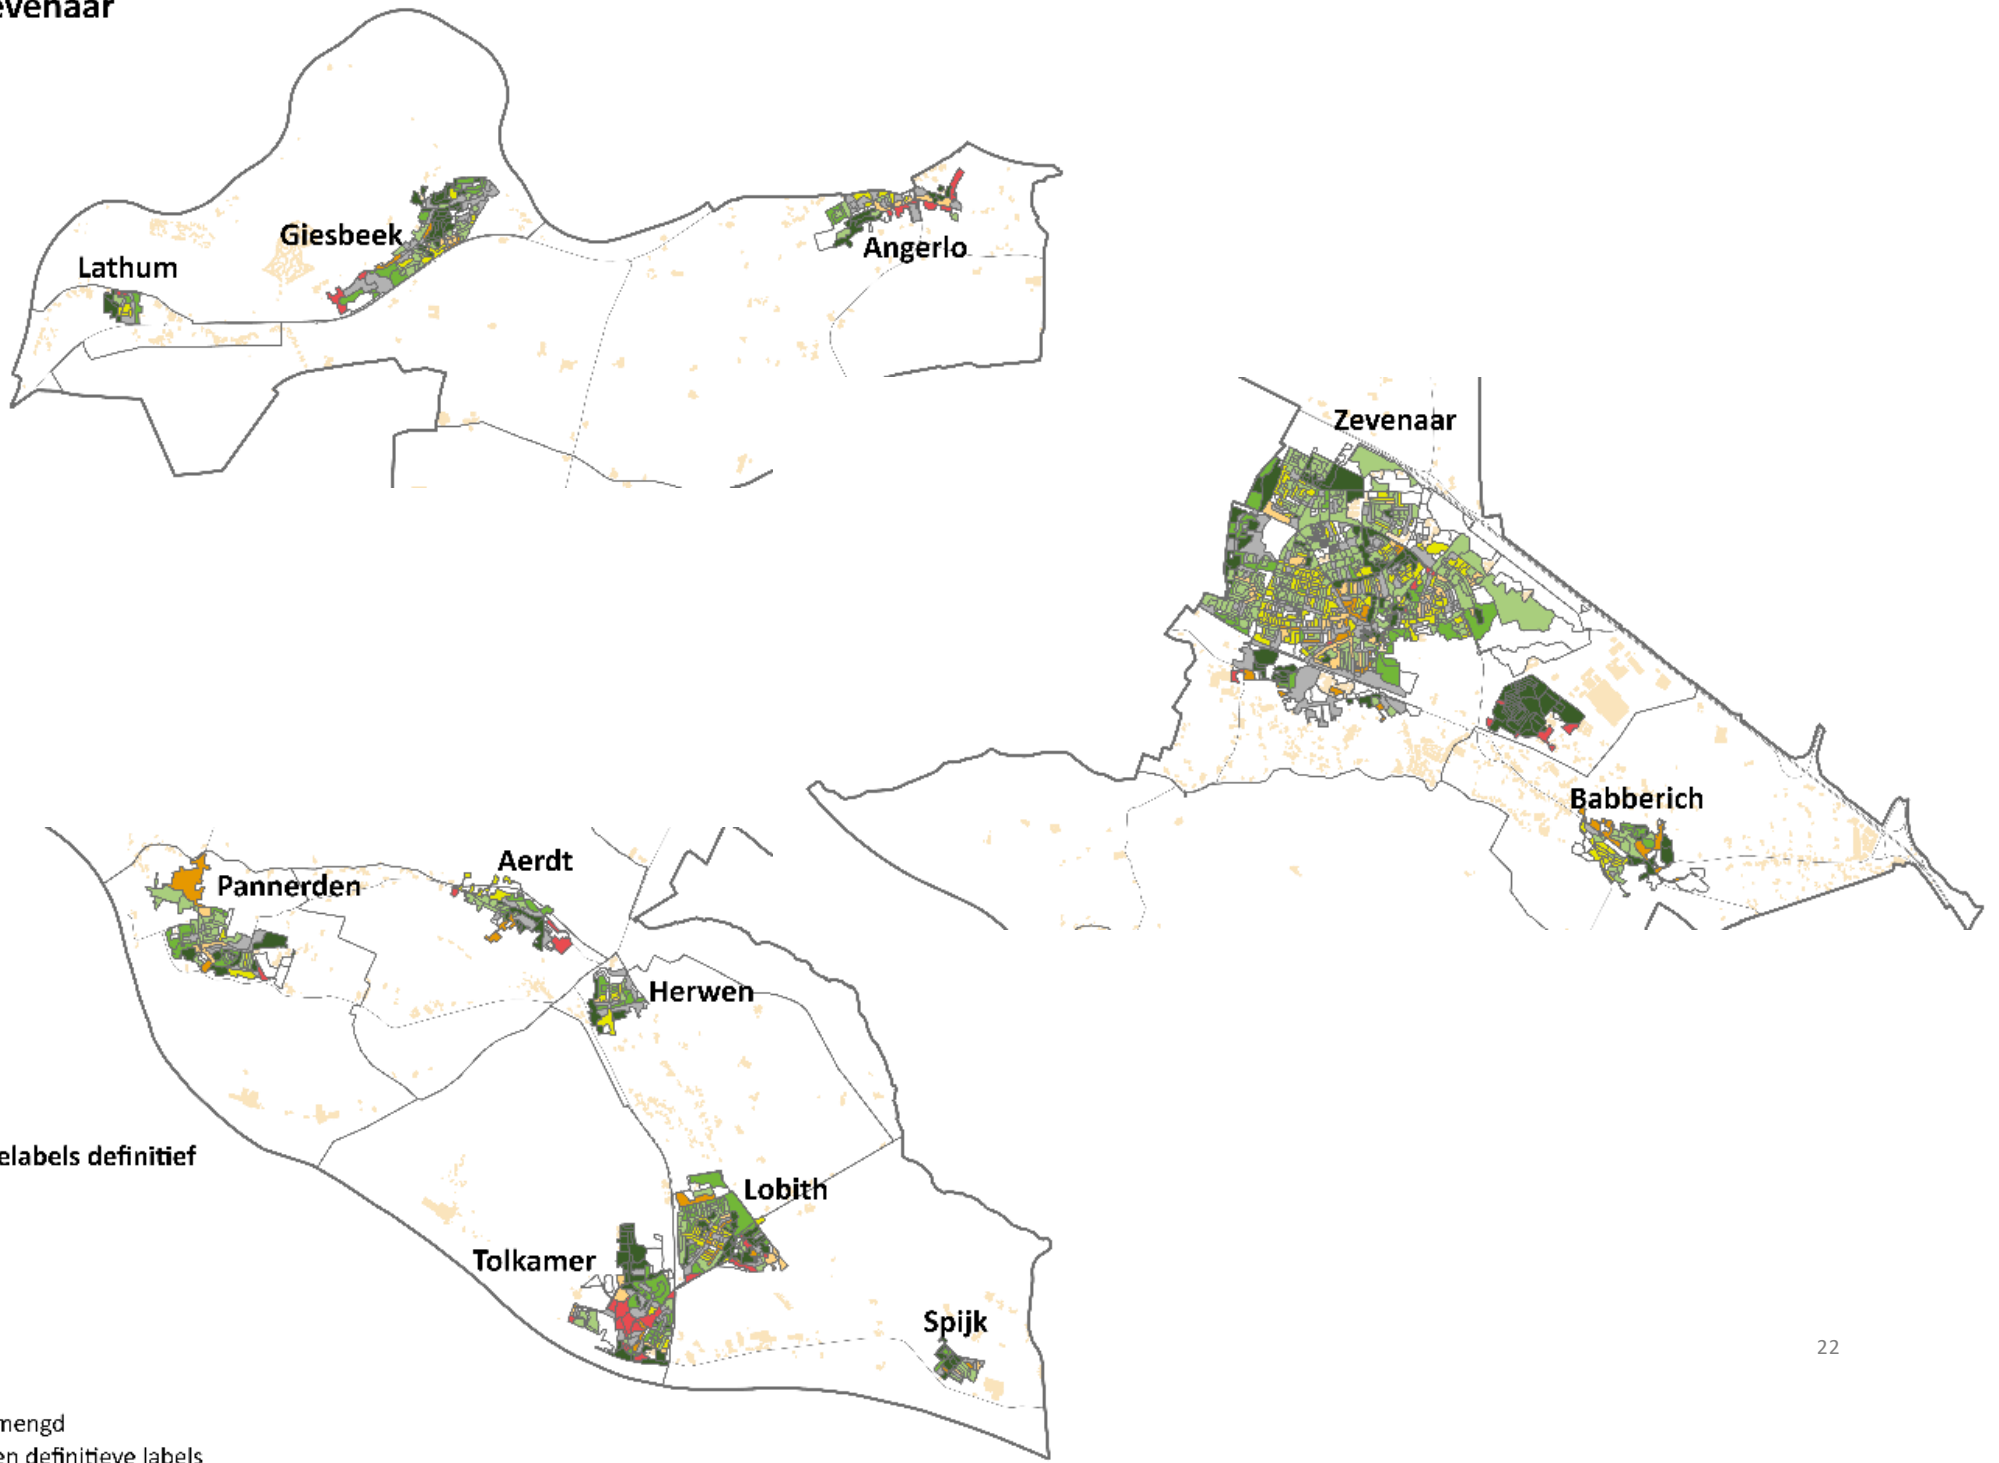 evenaar
Giesbeek
Lathum
Angerlo
Zevenaar
Babberich
Aerdt
Pannerden
Herwen
elabels definitief
Lobith
Tolkamer
Spijk
22
mengd
en definitieve labels